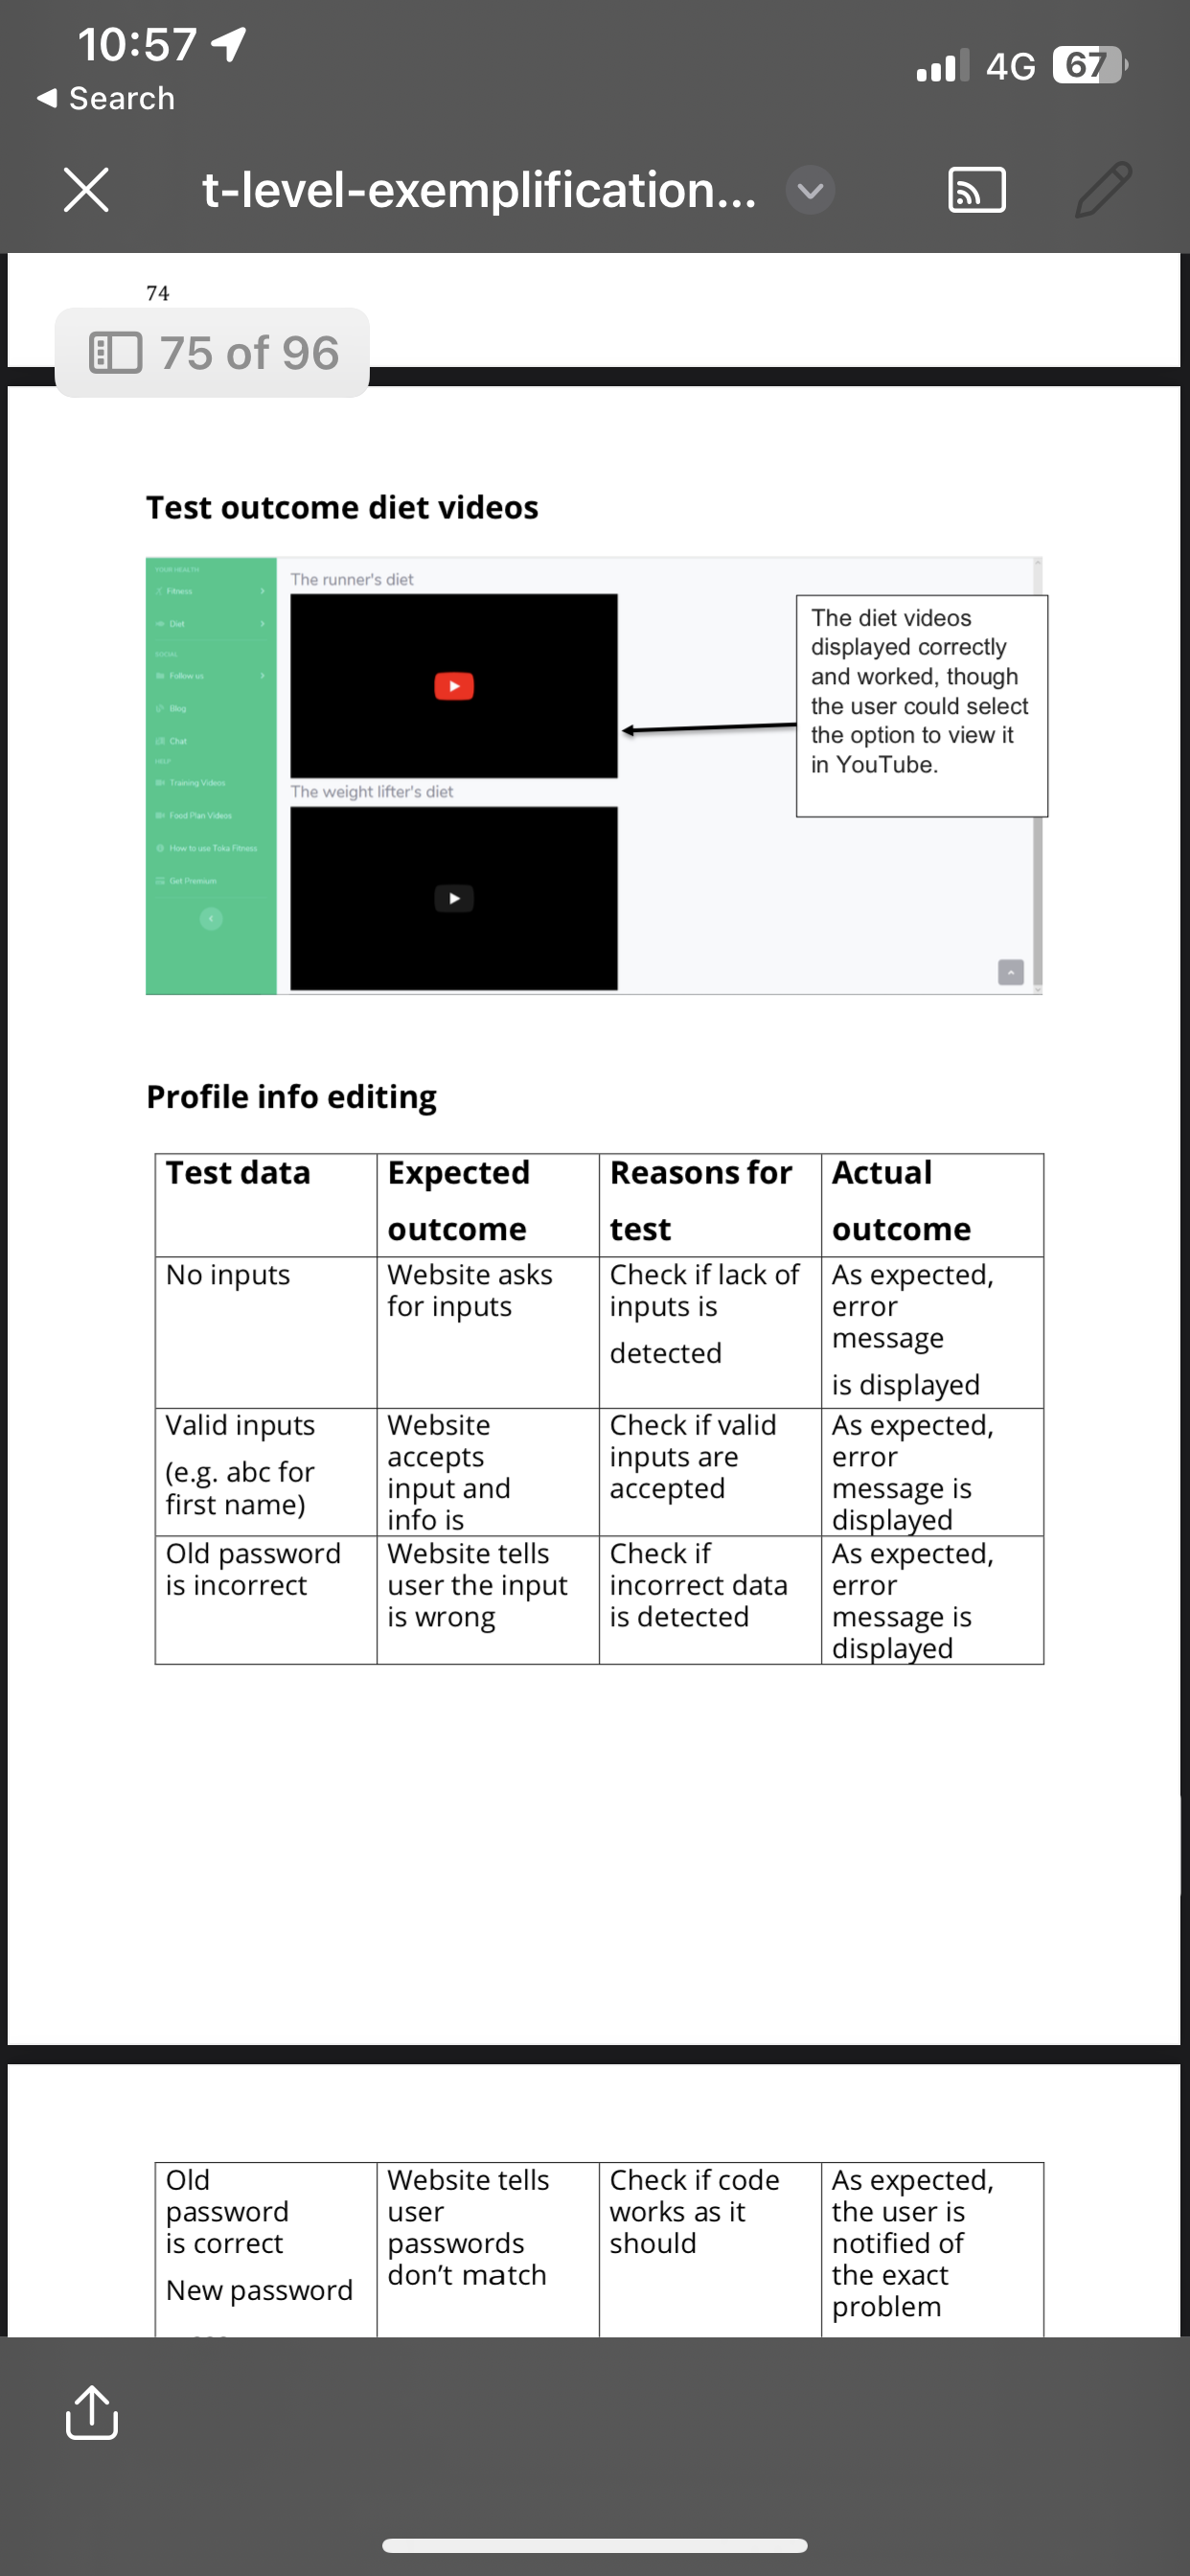 10:57
4G 67
◀ Search
t-level-exemplification...
74
75 of 96
Test outcome diet videos
YOUR HEALTH
Fitness
Diet
SOCIAL
Follow us
Blog
Chat
HELP
Training Videos
Food Plan Videos
How to use Toka Fitness
Get Premium
The runner's diet
The weight lifter's diet
The diet videos
displayed correctly
and worked, though
the user could select
the option to view it
in YouTube.
Profile info editing
Test data
Expected
outcome
Reasons for
test
Actual
outcome
No inputs
Website asks
for inputs
Check if lack of
inputs is
detected
As expected,
error
message
is displayed
Valid inputs
(e.g. abc for
first name)
Website
accepts
input and
info is
Check if valid
inputs are
accepted
As expected,
error
message is
displayed
Old password
is incorrect
Website tells
user the input
is wrong
Check if
incorrect data
is detected
As expected,
error
message is
displayed
Old
password
is correct
New password
Website tells
user
passwords
don’t match
Check if code
works as it
should
As expected,
the user is
notified of
the exact
problem